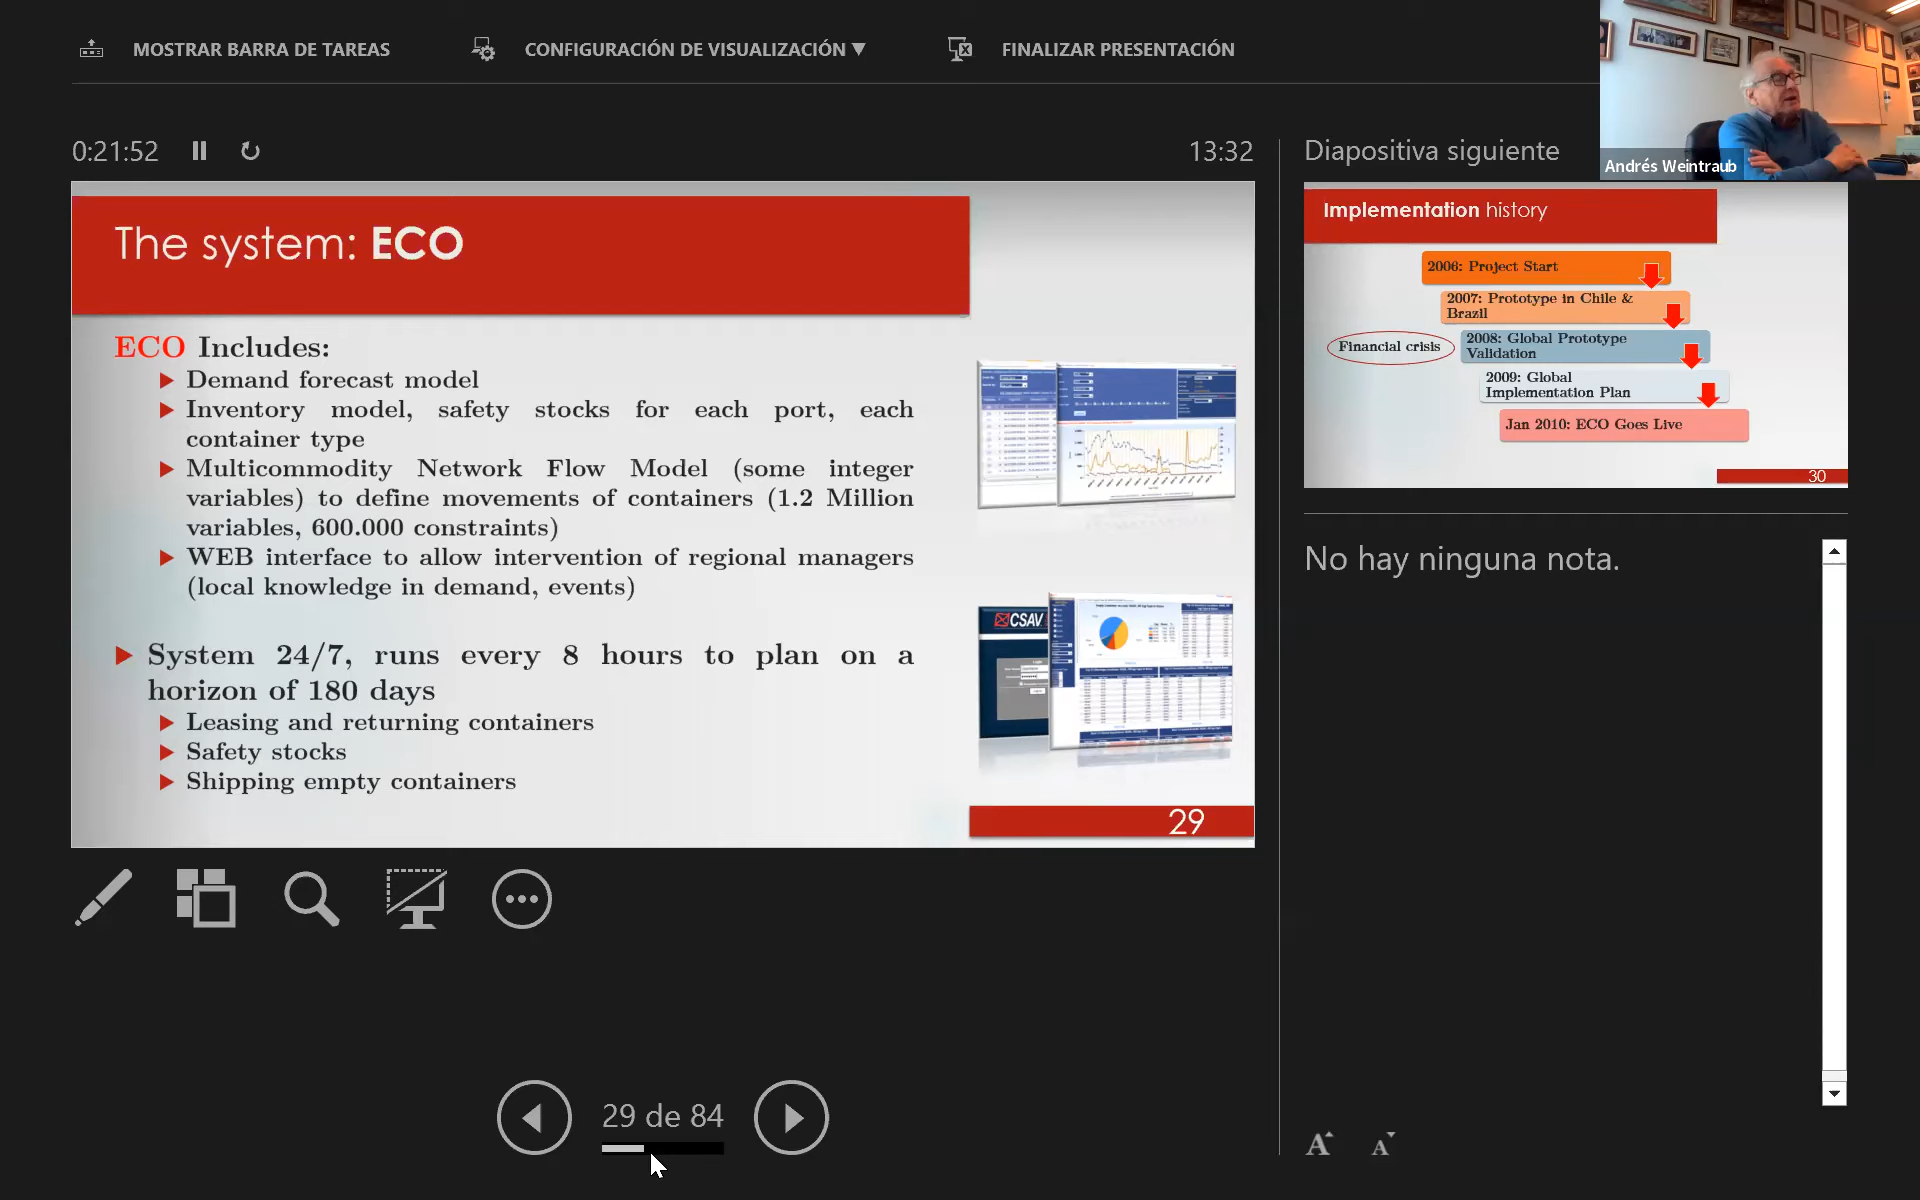 MOSTRAR BARRA DE TAREAS
CONFIGURACIÓN DE VISUALIZACIÓN ▼
FINALIZAR PRESENTACIÓN
Andrés Weintraub
0:21:52
13:32
The system: ECO
ECO Includes:
Demand forecast model
Inventory model, safety stocks for each port, each
container type
Multicommodity Network Flow Model (some integer
variables) to define movements of containers (1.2 Million
variables, 600.000 constraints)
WEB interface to allow intervention of regional managers
(local knowledge in demand, events)
System 24/7, runs every 8 hours to plan on a
horizon of 180 days
Leasing and returning containers
Safety stocks
Shipping empty containers
CSAV
29
29 de 84
Diapositiva siguiente
Implementation history
2006: Project Start
2007: Prototype in Chile &
Brazil
Financial crisis
2008: Global Prototype
Validation
2009: Global
Implementation Plan
Jan 2010: ECO Goes Live
30
No hay ninguna nota.
A A